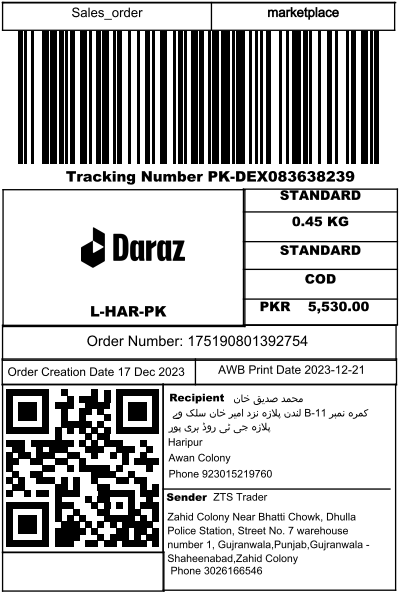 Sales_order
marketplace
Tracking Number PK-DEX083638239
STANDARD
0.45 KG
STANDARD
COD
PKR 5,530.00
Daraz
L-HAR-PK
Order Number: 175190801392754
Order Creation Date 17 Dec 2023
AWB Print Date 2023-12-21
Recipient محمد صدیق خان
کمرہ نمبر B-11 لندن پلازہ نزد امیر خان سلک وے
پلازہ جی ٹی روڈ ہری پور
Haripur
Awan Colony
Phone 923015219760
Sender ZTS Trader
Zahid Colony Near Bhatti Chowk, Dhulla
Police Station, Street No. 7 warehouse
number 1, Gujranwala,Punjab,Gujranwala -
Shaheenabad,Zahid Colony
Phone 3026166546